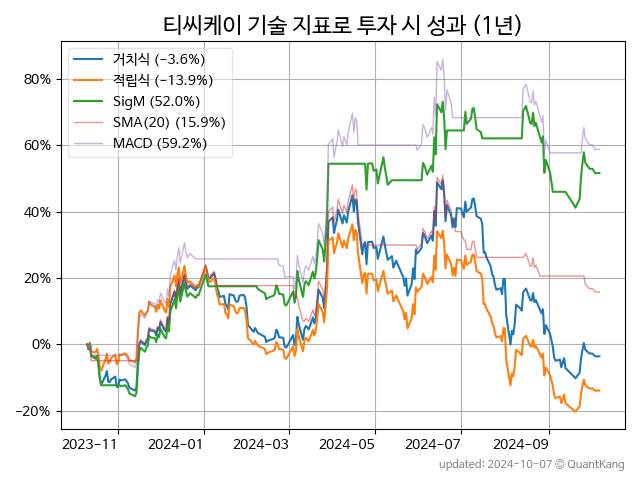 티씨케이 기술 지표로 투자 시 성과 (1년)
거치식 (−3.6%)
적립식 (−13.9%)
SigM (52.0%)
SMA(20) (15.9%)
MACD (59.2%)
80%
60%
40%
20%
0%
−20%
2023-11 2024-01 2024-03 2024-05 2024-07 2024-09
updated: 2024-10-07 © QuantKang